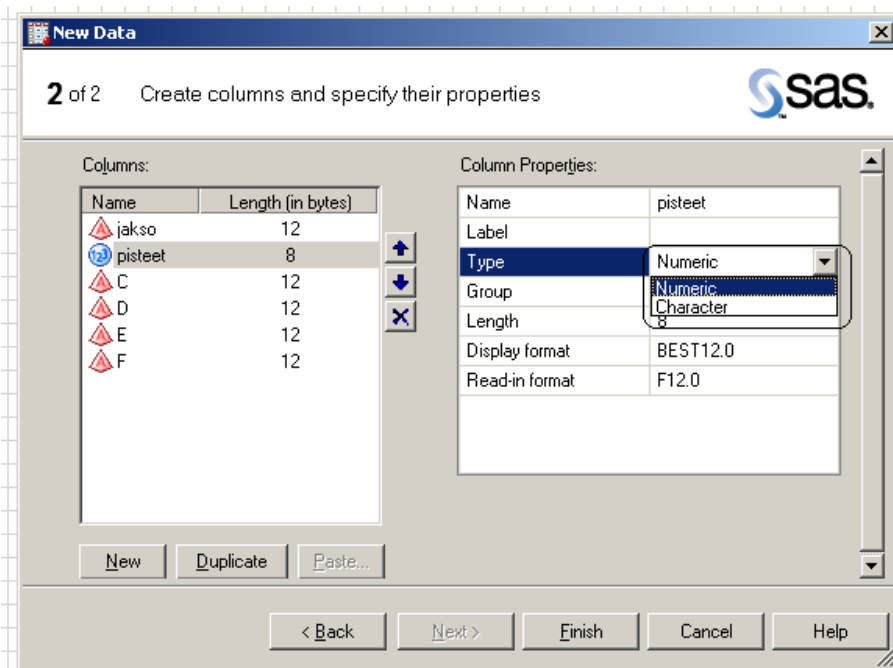 New Data
2 of 2 Create columns and specify their properties
sas.
TM
Columns:
Name Length (in bytes)
jakso 12
123 pisteet 8
A C 12
A D 12
A E 12
A F 12
New Duplicate Paste...
Column Properties:
Name pisteet
Label
Type Numeric
Numeric
Character
Group
Length 8
Display format BEST12.0
Read-in format F12.0
< Back Next > Finish Cancel Help